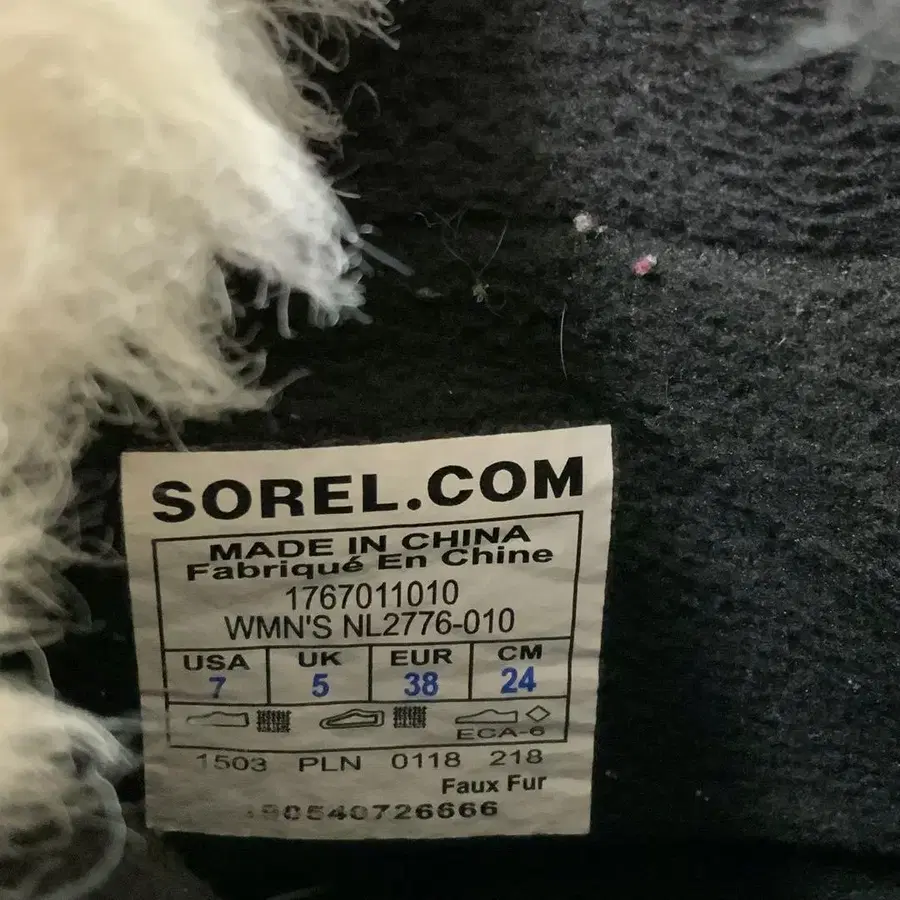 SOREL.COM
MADE IN CHINA
Fabriqué En Chine
1767011010
WMN'S NL2776-010
USA UK EUR CM
7 5 38 24
ECA-6
1503 PLN 0118 218
Faux Fur
190540726666